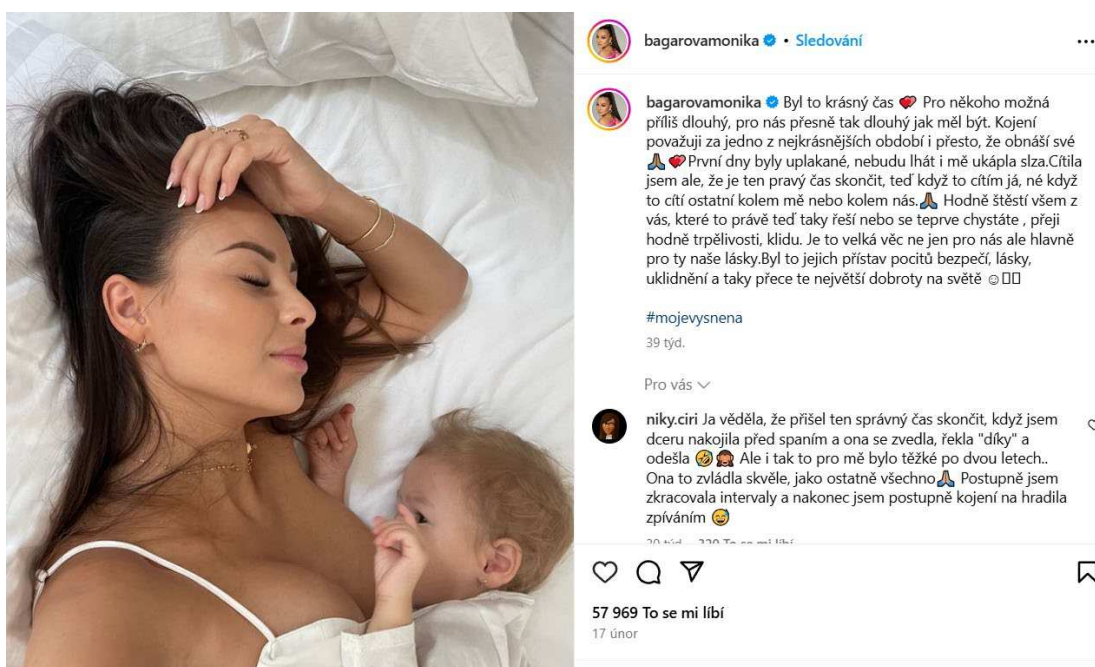 bagarovamonika • Sledování
bagarovamonika Byl to krásný čas 💕 Pro někoho možná
příliš dlouhý, pro nás přesně tak dlouhý jak měl být. Kojení
považuji za jedno z nejkrásnějších období i přesto, že obnáší své
🙏🏽💕První dny byly uplakané, nebudu lhát i mě ukápla slza.Cítila
jsem ale, že je ten pravý čas skončit, teď když to cítím já, né když
to cítí ostatní kolem mě nebo kolem nás.🙏🏽 Hodně štěstí všem z
vás, které to právě teď taky řeší nebo se teprve chystáte , přeji
hodně trpělivosti, klidu. Je to velká věc ne jen pro nás ale hlavně
pro ty naše lásky.Byl to jejich přístav pocitů bezpečí, lásky,
uklidnění a taky přece te největší dobroty na světě ☺
#mojevysnena
39 týd.
Pro vás
niky.ciri Ja věděla, že přišel ten správný čas skončit, když jsem
dceru nakojila před spaním a ona se zvedla, řekla "díky" a
odešla 🤣🙈 Ale i tak to pro mě bylo těžké po dvou letech..
Ona to zvládla skvěle, jako ostatně všechno🙏🏽 Postupně jsem
zkracovala intervaly a nakonec jsem postupně kojení na hradila
zpíváním 😅
57 969 To se mi líbí
17 únor